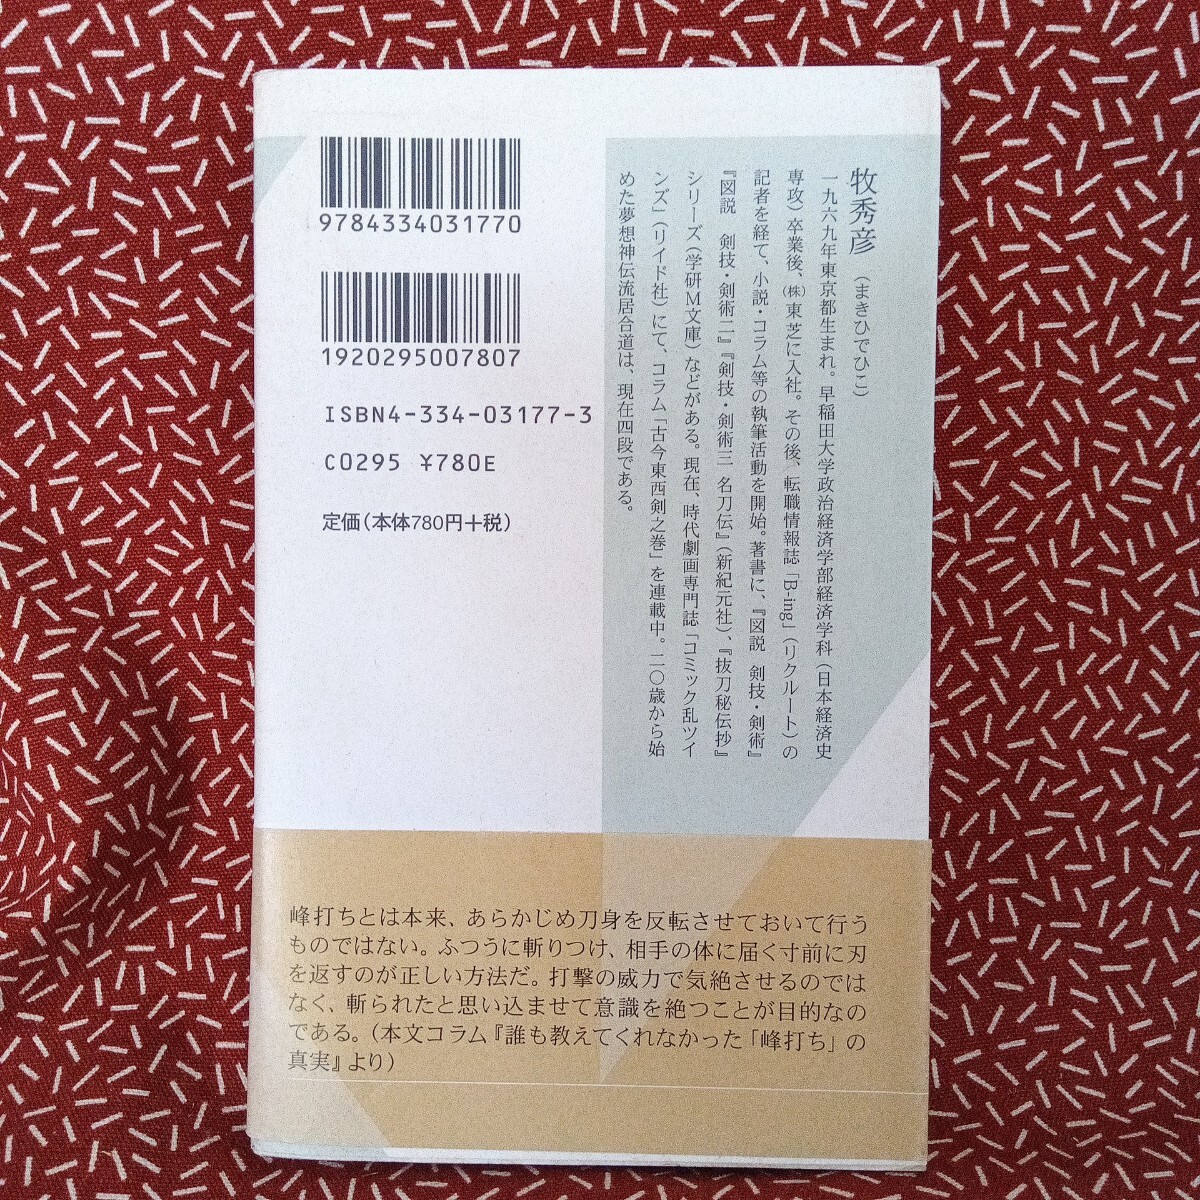 牧秀彦(まきひでひこ)
一九六九年東京都生まれ。早稲田大学政治経済学部経済学科(日本経済史
専攻)卒業後、㈱東芝に入社。その後、転職情報誌「B-ing」(リクルート)の
記者を経て、小説・コラム等の執筆活動を開始。著書に、『図説 剣技・剣術』
『図説 剣技・剣術二』『剣技・剣術三 名刀伝』(新紀元社)、『抜刀秘伝抄』
シリーズ(学研M文庫)などがある。現在、時代劇画専門誌「コミック乱ツイ
ンズ」(リイド社)にて、コラム「古今東西剣之巻」を連載中。二〇歳から始
めた夢想神伝流居合道は、現在四段である。
9784334031770
1920295007807
ISBN4-334-03177-3
C0295 ¥780E
定価(本体780円+税)
峰打ちとは本来、あらかじめ刀身を反転させておいて行う
ものではない。ふつうに斬りつけ、相手の体に届く寸前に刃
を返すのが正しい方法だ。打撃の威力で気絶させるのでは
なく、斬られたと思い込ませて意識を絶つことが目的なの
である。(本文コラム『誰も教えてくれなかった「峰打ち」の
真実』より)